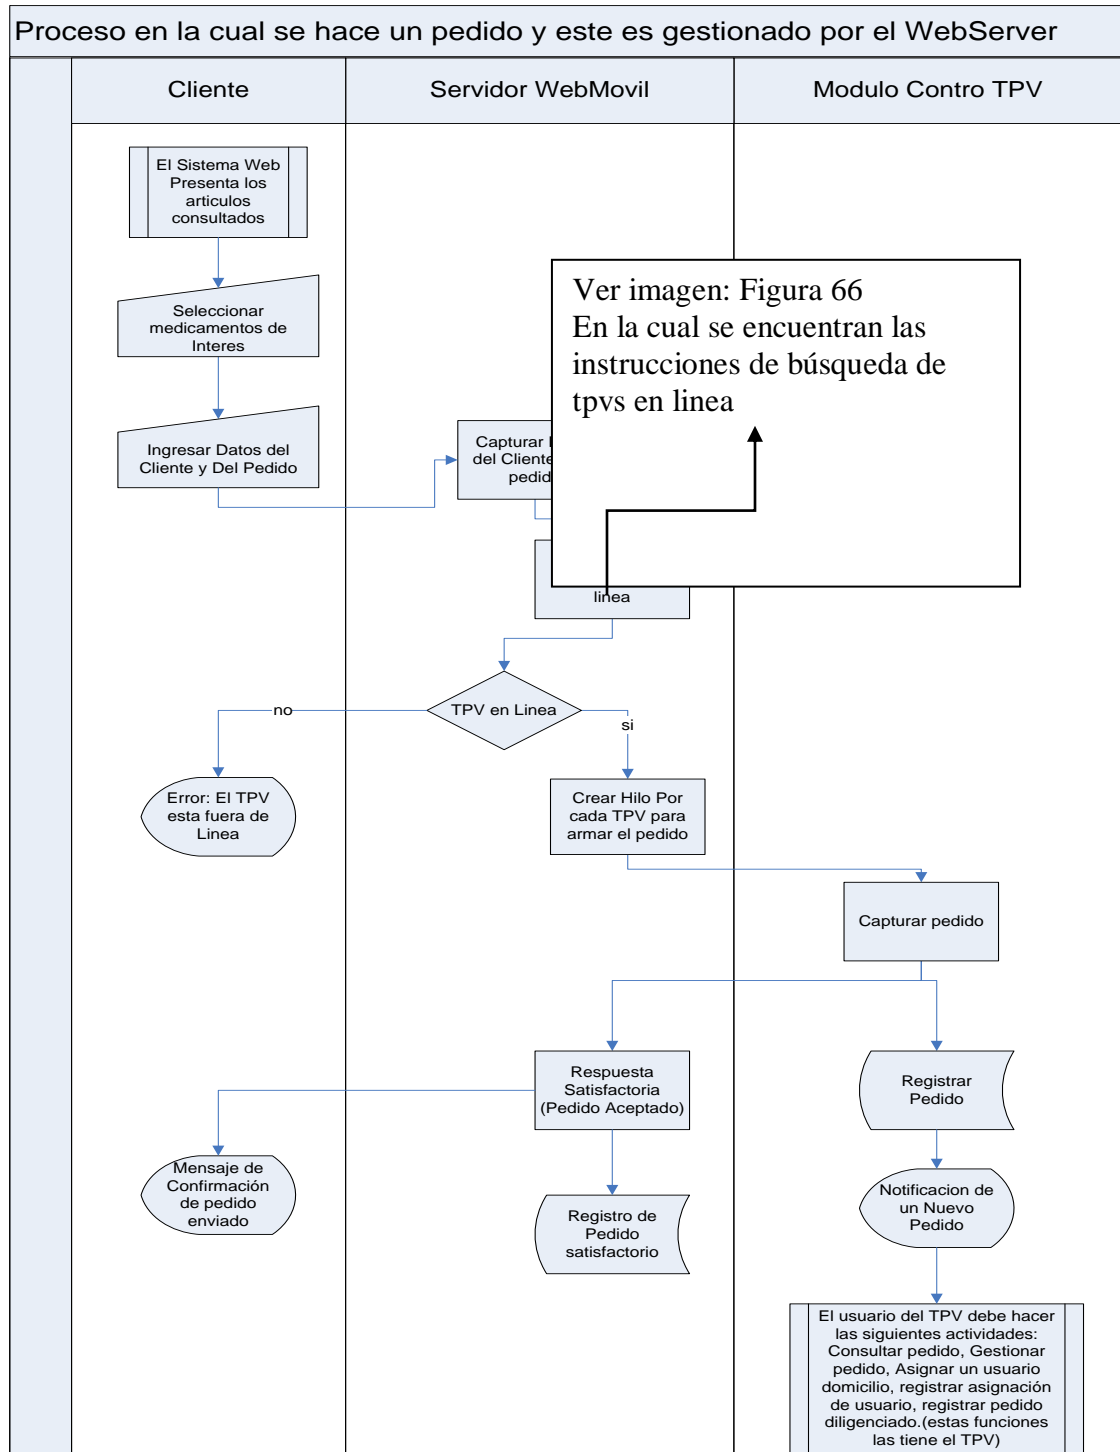 Proceso en la cual se hace un pedido y este es gestionado por el WebServer
Cliente
Servidor WebMovil
Modulo Contro TPV
El Sistema Web
Presenta los
articulos
consultados
Seleccionar
medicamentos de
Interes
Ingresar Datos del
Cliente y Del Pedido
Capturar
del Cliente
Ver imagen: Figura 66
En la cual se encuentran las
instrucciones de búsqueda de
tpvs en linea
linea
TPV en Linea
no
si
Error: El TPV
esta fuera de
Linea
Crear Hilo Por
cada TPV para
armar el pedido
Capturar pedido
Respuesta
Satisfactoria
(Pedido Aceptado)
Registrar
Pedido
Mensaje de
Confirmación
de pedido
enviado
Registro de
Pedido
satisfactorio
Notificacion de
un Nuevo
Pedido
El usuario del TPV debe hacer
las siguientes actividades:
Consultar pedido, Gestionar
pedido, Asignar un usuario
domicilio, registrar asignación
de usuario, registrar pedido
diligenciado.(estas funciones
las tiene el TPV)